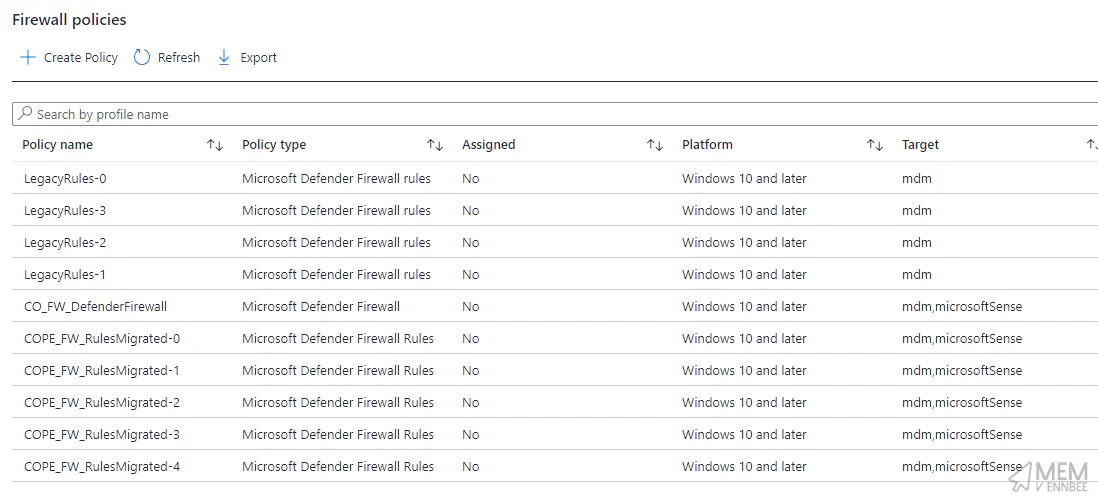 Firewall policies
Create Policy Refresh Export
Search by profile name
Policy name Policy type Assigned Platform Target
LegacyRules-0 Microsoft Defender Firewall rules No Windows 10 and later mdm
LegacyRules-3 Microsoft Defender Firewall rules No Windows 10 and later mdm
LegacyRules-2 Microsoft Defender Firewall rules No Windows 10 and later mdm
LegacyRules-1 Microsoft Defender Firewall rules No Windows 10 and later mdm
CO_FW_DefenderFirewall Microsoft Defender Firewall No Windows 10 and later mdm,microsoftSense
COPE_FW_RulesMigrated-0 Microsoft Defender Firewall Rules No Windows 10 and later mdm,microsoftSense
COPE_FW_RulesMigrated-1 Microsoft Defender Firewall Rules No Windows 10 and later mdm,microsoftSense
COPE_FW_RulesMigrated-2 Microsoft Defender Firewall Rules No Windows 10 and later mdm,microsoftSense
COPE_FW_RulesMigrated-3 Microsoft Defender Firewall Rules No Windows 10 and later mdm,microsoftSense
COPE_FW_RulesMigrated-4 Microsoft Defender Firewall Rules No Windows 10 and later mdm,microsoftSense
MEM
V ENNBEE